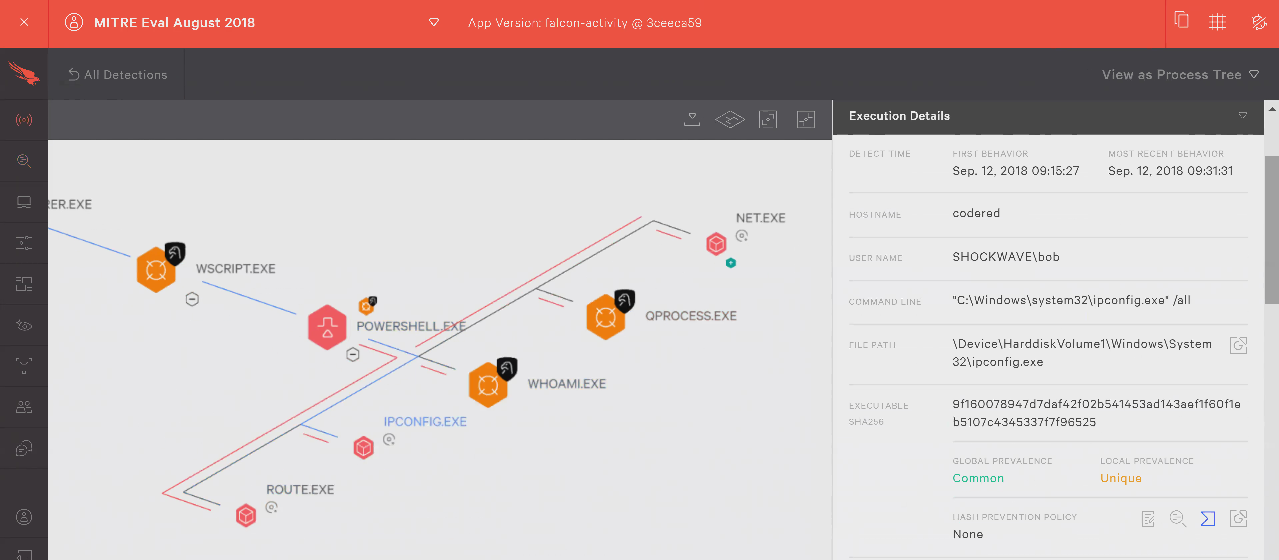 MITRE Eval August 2018
App Version: falcon-activity @ 3ceeca59
All Detections
View as Process Tree
Execution Details
DETECT TIME
FIRST BEHAVIOR
MOST RECENT BEHAVIOR
Sep. 12, 2018 09:15:27
Sep. 12, 2018 09:31:31
RER.EXE
NET.EXE
HOSTNAME
codered
WSCRIPT.EXE
USER NAME
SHOCKWAVE\bob
COMMAND LINE
"C:\Windows\system32\ipconfig.exe" /all
QPROCESS.EXE
POWERSHELL.EXE
FILE PATH
\Device\HarddiskVolume1\Windows\System
32\ipconfig.exe
WHOAMI.EXE
IPCONFIG.EXE
EXECUTABLE
SHA256
9f160078947d7daf42f02b541453ad143aef1f60f1e
b5107c4345337f7f96525
GLOBAL PREVALENCE
LOCAL PREVALENCE
Common
Unique
ROUTE.EXE
HASH PREVENTION POLICY
None